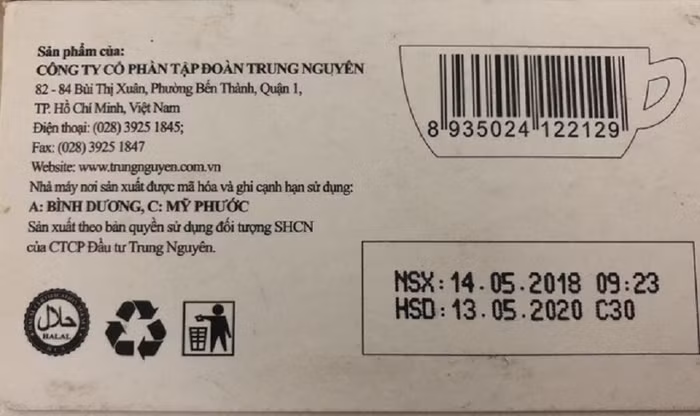 Sản phẩm của:
CÔNG TY CỔ PHẦN TẬP ĐOÀN TRUNG NGUYÊN
82 - 84 Bùi Thị Xuân, Phường Bến Thành, Quận 1,
TP. Hồ Chí Minh, Việt Nam
Điện thoại: (028) 3925 1845;
Fax: (028) 3925 1847
Website: www.trungnguyen.com.vn
Nhà máy nơi sản xuất được mã hóa và ghi cạnh hạn sử dụng:
A: BÌNH DƯƠNG, C: MỸ PHƯỚC
Sản xuất theo bản quyền sử dụng đối tượng SHCN
của CTCP Đầu tư Trung Nguyên.
حلال
HALAL
8 935024 122129
NSX: 14.05.2018 09:23
HSD: 13.05.2020 C30